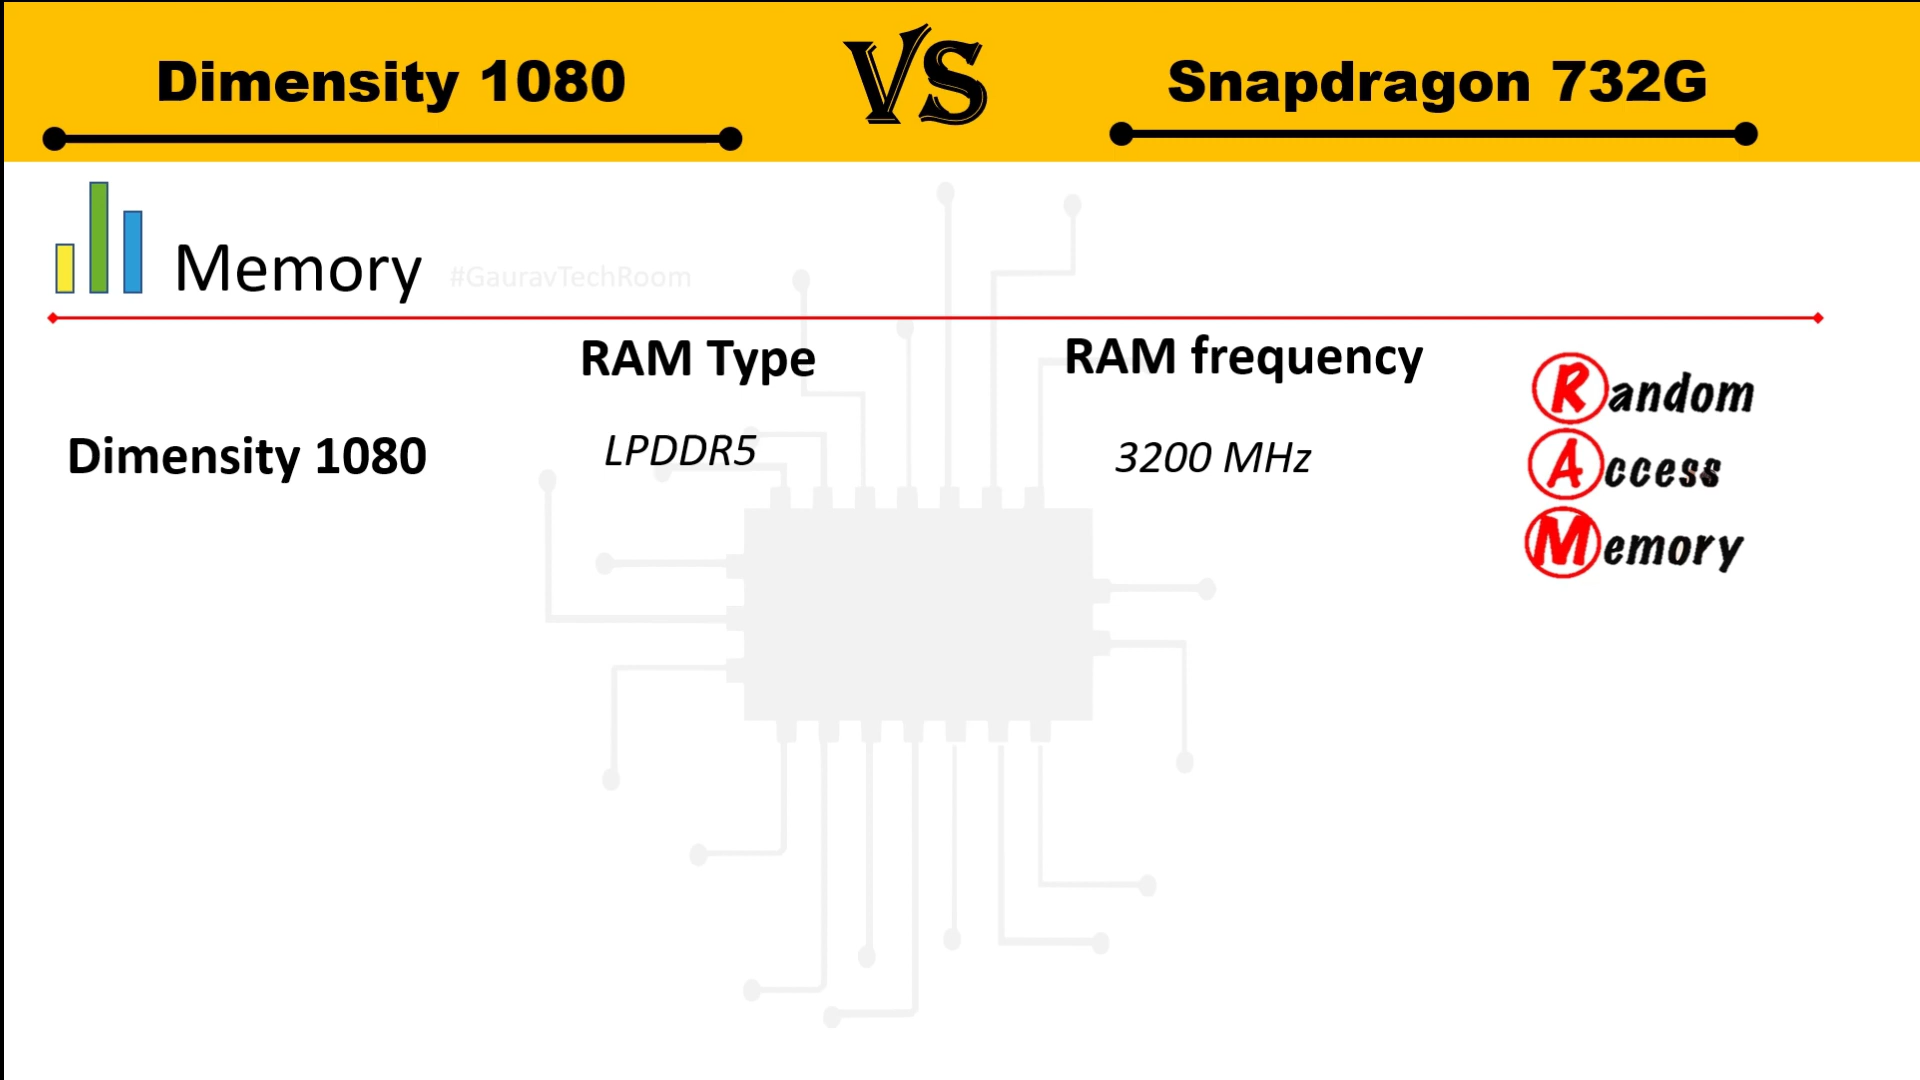 Dimensity 1080
VS
Snapdragon 732G
Memory
#GauravTechRoom
RAM Type
RAM frequency
Dimensity 1080
LPDDR5
3200 MHz
Random
Access
Memory